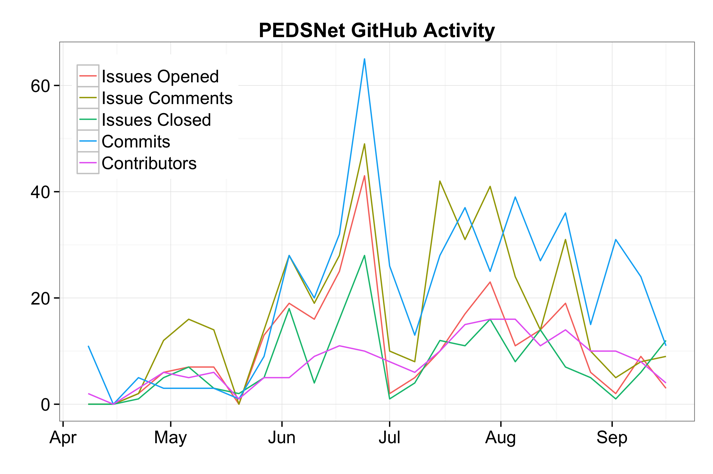 PEDSNet GitHub Activity
Issues Opened
Issue Comments
Issues Closed
Commits
Contributors
60
40
20
0
Apr May Jun Jul Aug Sep